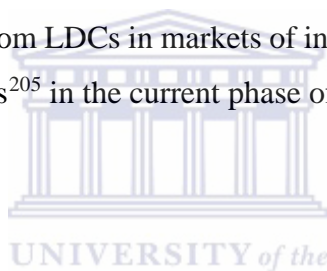 om LDCs in markets of in
s²⁰⁵ in the current phase o
UNIVERSITY of the